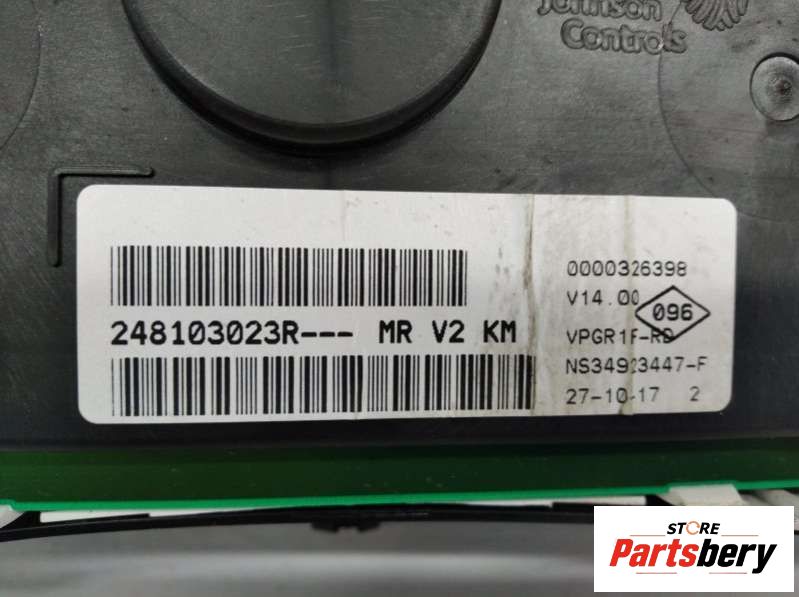 Johnson
Controls
248103023R--- MR V2 KM
0000326398
V14.00
096
VPGR1F-RD
NS34923447-F
27-10-17 2
STORE
Partsbery